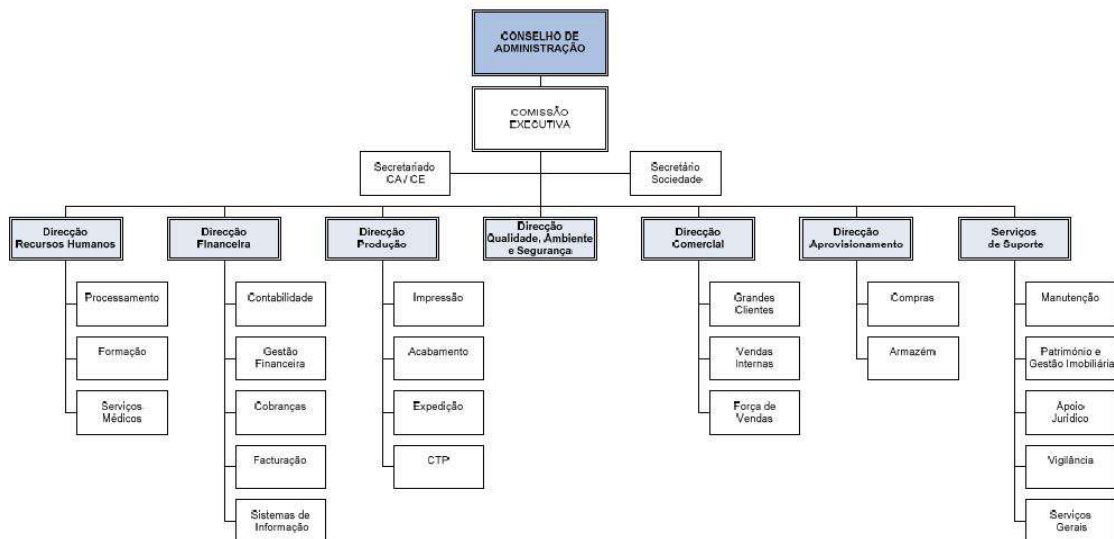 CONSELHO DE
ADMINISTRAÇÃO
COMISSÃO
EXECUTIVA
Secretariado
CA / CE
Secretário
Sociedade
Direcção
Recursos Humanos
Direcção
Financeira
Direcção
Produção
Direcção
Qualidade, Ambiente
e Segurança
Direcção
Comercial
Direcção
Aprovisionamento
Serviços
de Suporte
Processamento
Formação
Serviços
Médicos
Contabilidade
Gestão
Financeira
Cobranças
Facturação
Sistemas de
Informação
Impressão
Acabamento
Expedição
CTP
Grandes
Clientes
Vendas
Internas
Força de
Vendas
Compras
Armazém
Manutenção
Património e
Gestão Imobiliária
Apoio
Jurídico
Vigilância
Serviços
Gerais